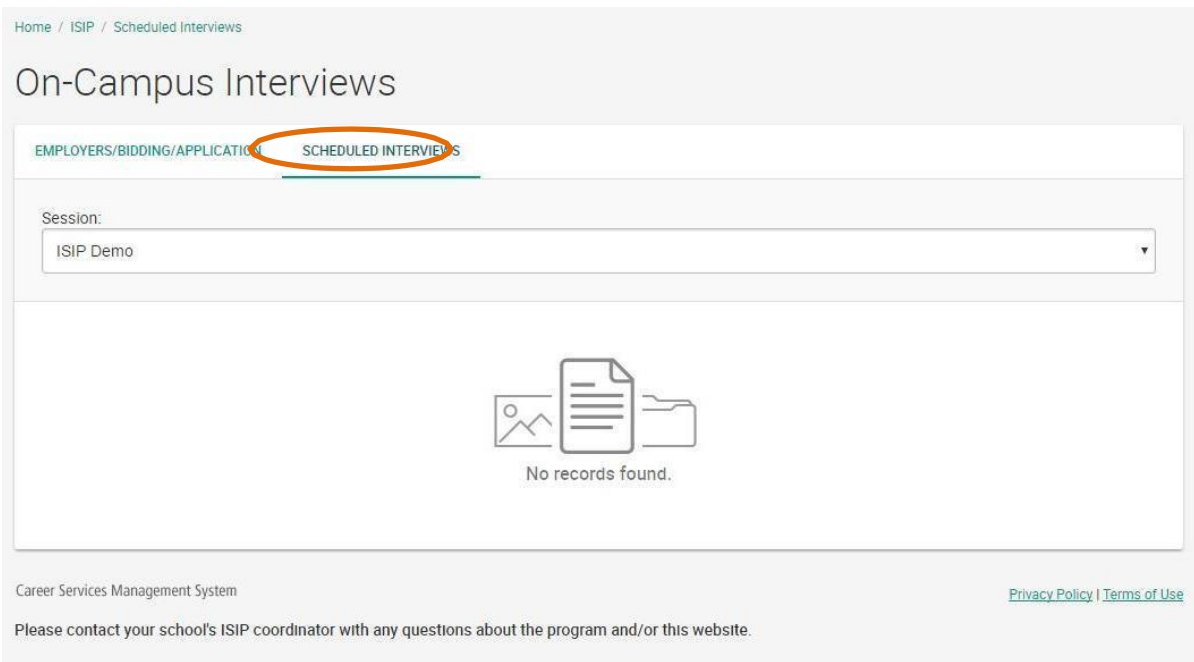 Home / ISIP / Scheduled Interviews
On-Campus Interviews
EMPLOYERS/BIDDING/APPLICATION SCHEDULED INTERVIEWS
Session:
ISIP Demo
No records found.
Career Services Management System
Privacy Policy | Terms of Use
Please contact your school's ISIP coordinator with any questions about the program and/or this website.